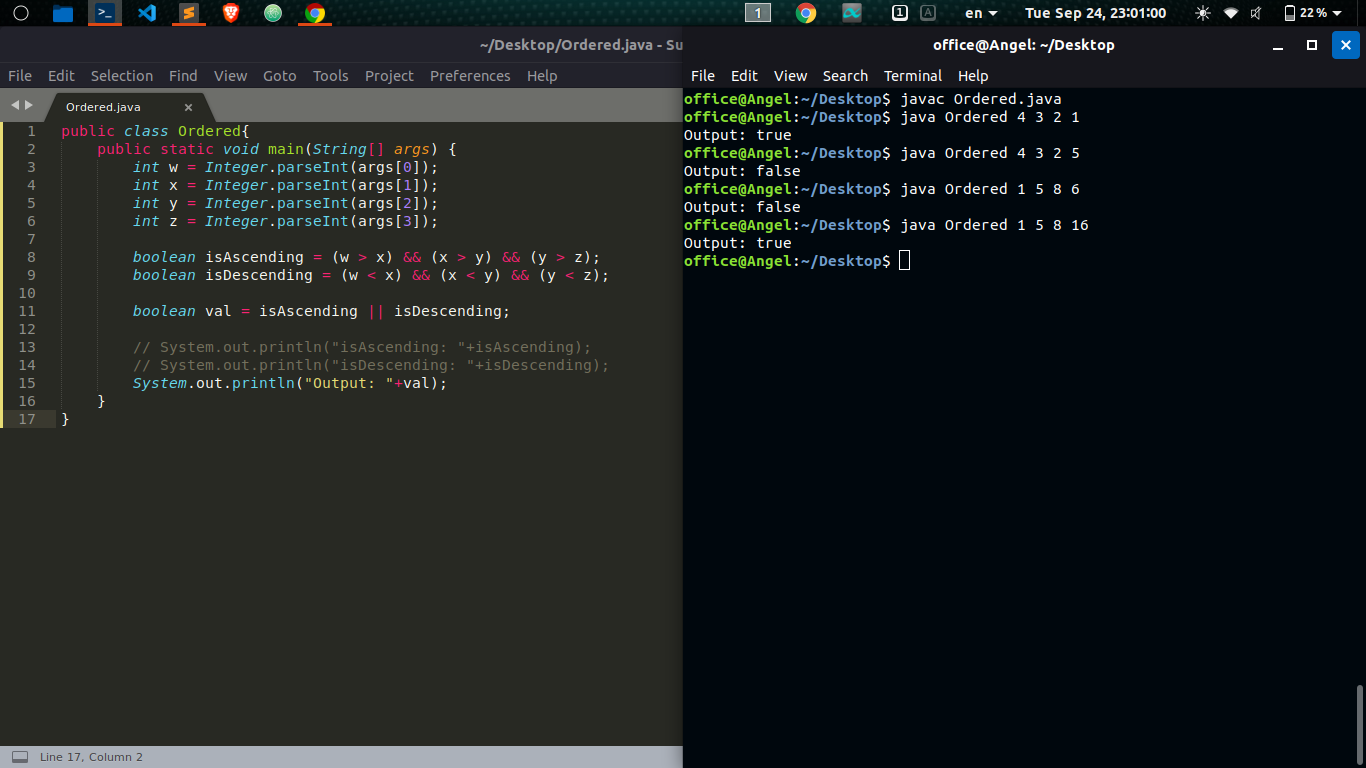 1
1
A
en
Tue Sep 24, 23:01:00
22 %
~/Desktop/Ordered.java - Su
File Edit Selection Find View Goto Tools Project Preferences Help
Ordered.java
1 public class Ordered{
2 public static void main(String[] args) {
3 int w = Integer.parseInt(args[0]);
4 int x = Integer.parseInt(args[1]);
5 int y = Integer.parseInt(args[2]);
6 int z = Integer.parseInt(args[3]);
7
8 boolean isAscending = (w > x) && (x > y) && (y > z);
9 boolean isDescending = (w < x) && (x < y) && (y < z);
10
11 boolean val = isAscending || isDescending;
12
13 // System.out.println("isAscending: "+isAscending);
14 // System.out.println("isDescending: "+isDescending);
15 System.out.println("Output: "+val);
16 }
17 }
Line 17, Column 2
office@Angel: ~/Desktop
File Edit View Search Terminal Help
office@Angel:~/Desktop$ javac Ordered.java
office@Angel:~/Desktop$ java Ordered 4 3 2 1
Output: true
office@Angel:~/Desktop$ java Ordered 4 3 2 5
Output: false
office@Angel:~/Desktop$ java Ordered 1 5 8 6
Output: false
office@Angel:~/Desktop$ java Ordered 1 5 8 16
Output: true
office@Angel:~/Desktop$